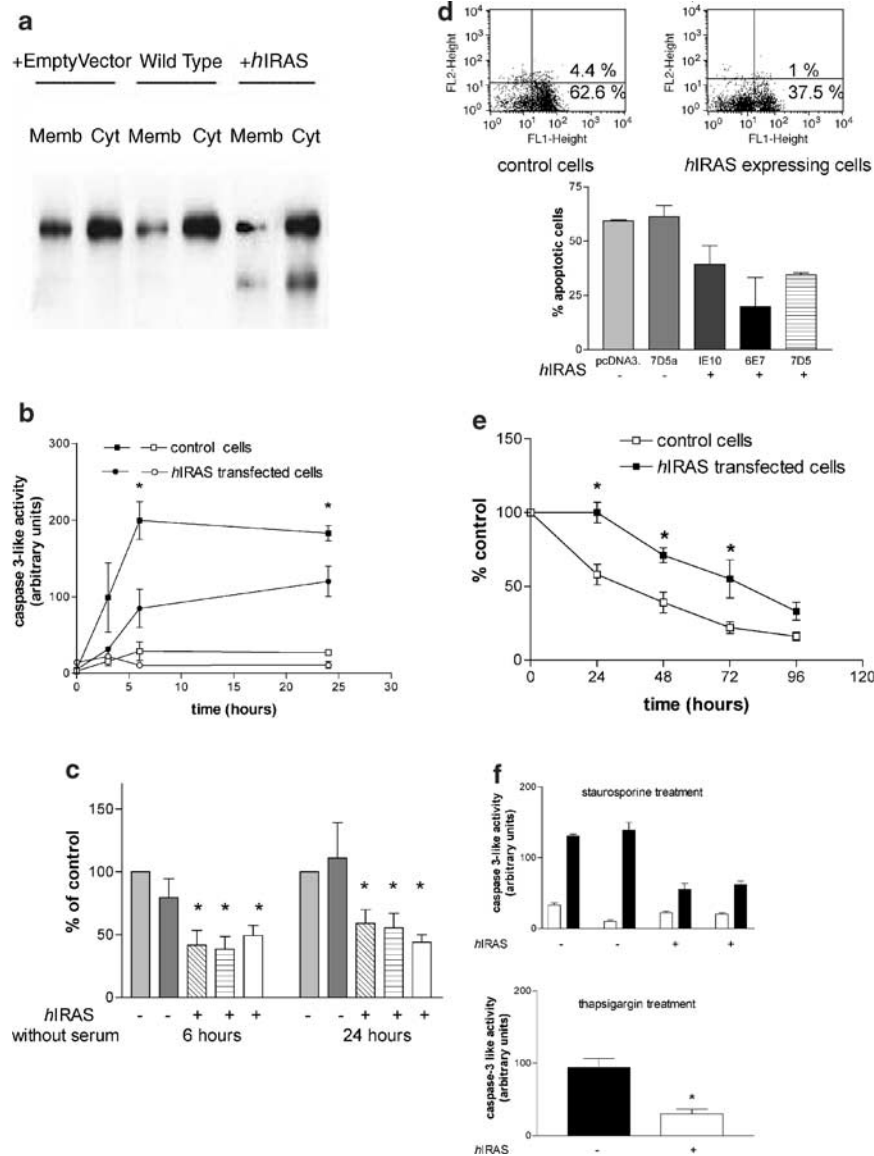 a
+EmptyVector Wild Type +hIRAS
Memb Cyt Memb Cyt Memb Cyt
b
300
200
100
0
caspase 3-like activity
(arbitrary units)
control cells
hIRAS transfected cells
*
*
0 5 10 15 20 25 30
time (hours)
c
100
50
0
% of control
* * *
* * *
hIRAS - - + + + - - + + +
without serum 6 hours 24 hours
d
FL2-Height
10⁴
10³
10²
10¹
10⁰
4.4 %
62.6 %
10⁰ 10¹ 10² 10³ 10⁴
FL1-Height
control cells
FL2-Height
10⁴
10³
10²
10¹
10⁰
1 %
37.5 %
10⁰ 10¹ 10² 10³ 10⁴
FL1-Height
hIRAS expressing cells
75
50
25
0
% apoptotic cells
pcDNA3. 7D5a IE10 6E7 7D5
hIRAS - - + + +
e
150
100
50
0
% control
control cells
hIRAS transfected cells
*
*
*
0 24 48 72 96 120
time (hours)
f
200
100
0
caspase 3-like activity
(arbitrary units)
staurosporine treatment
hIRAS - - + +
200
100
0
caspase-3 like activity
(arbitrary units)
thapsigargin treatment
*
hIRAS - +